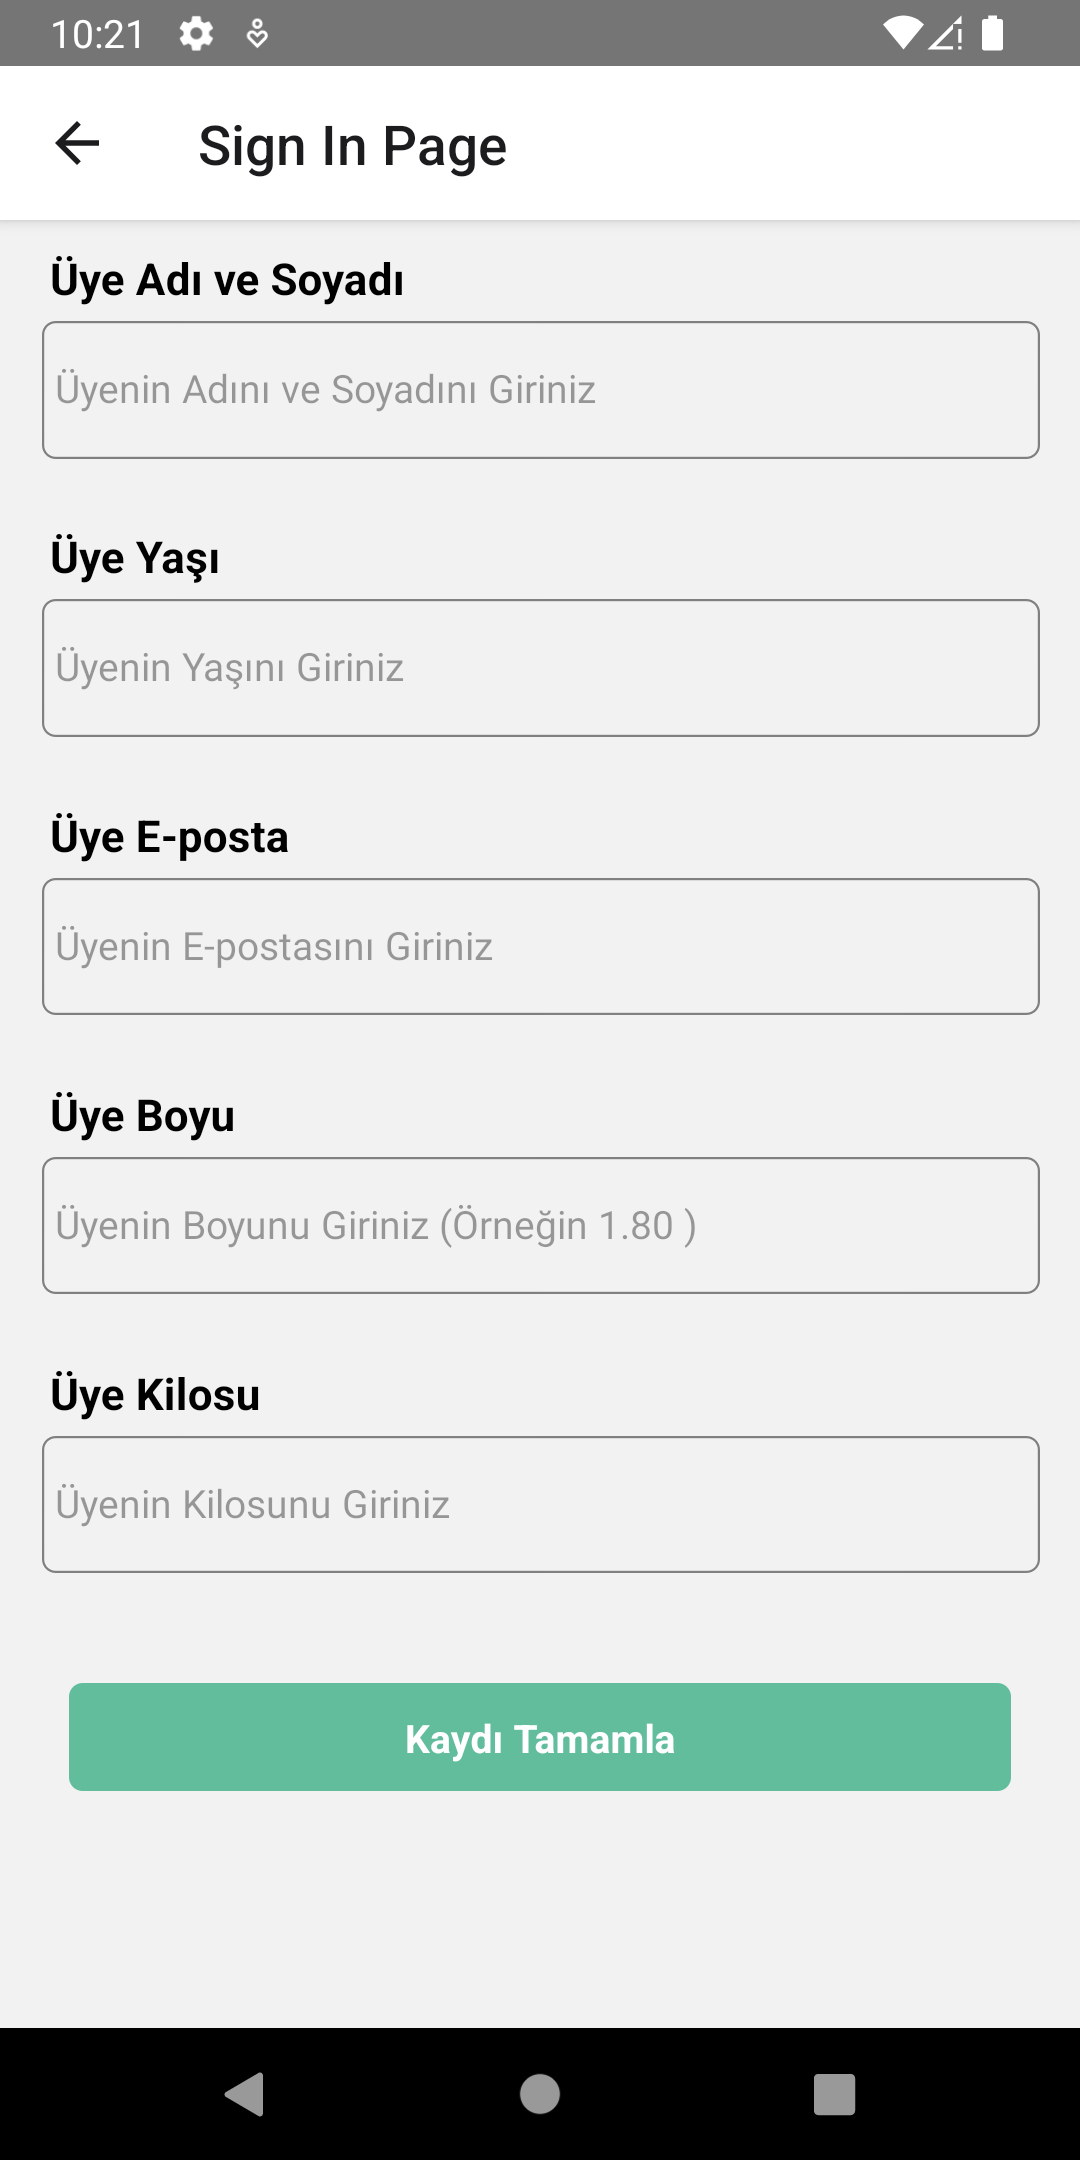 10:21
Sign In Page
Üye Adı ve Soyadı
Üyenin Adını ve Soyadını Giriniz
Üye Yaşı
Üyenin Yaşını Giriniz
Üye E-posta
Üyenin E-postasını Giriniz
Üye Boyu
Üyenin Boyunu Giriniz (Örneğin 1.80 )
Üye Kilosu
Üyenin Kilosunu Giriniz
Kaydı Tamamla